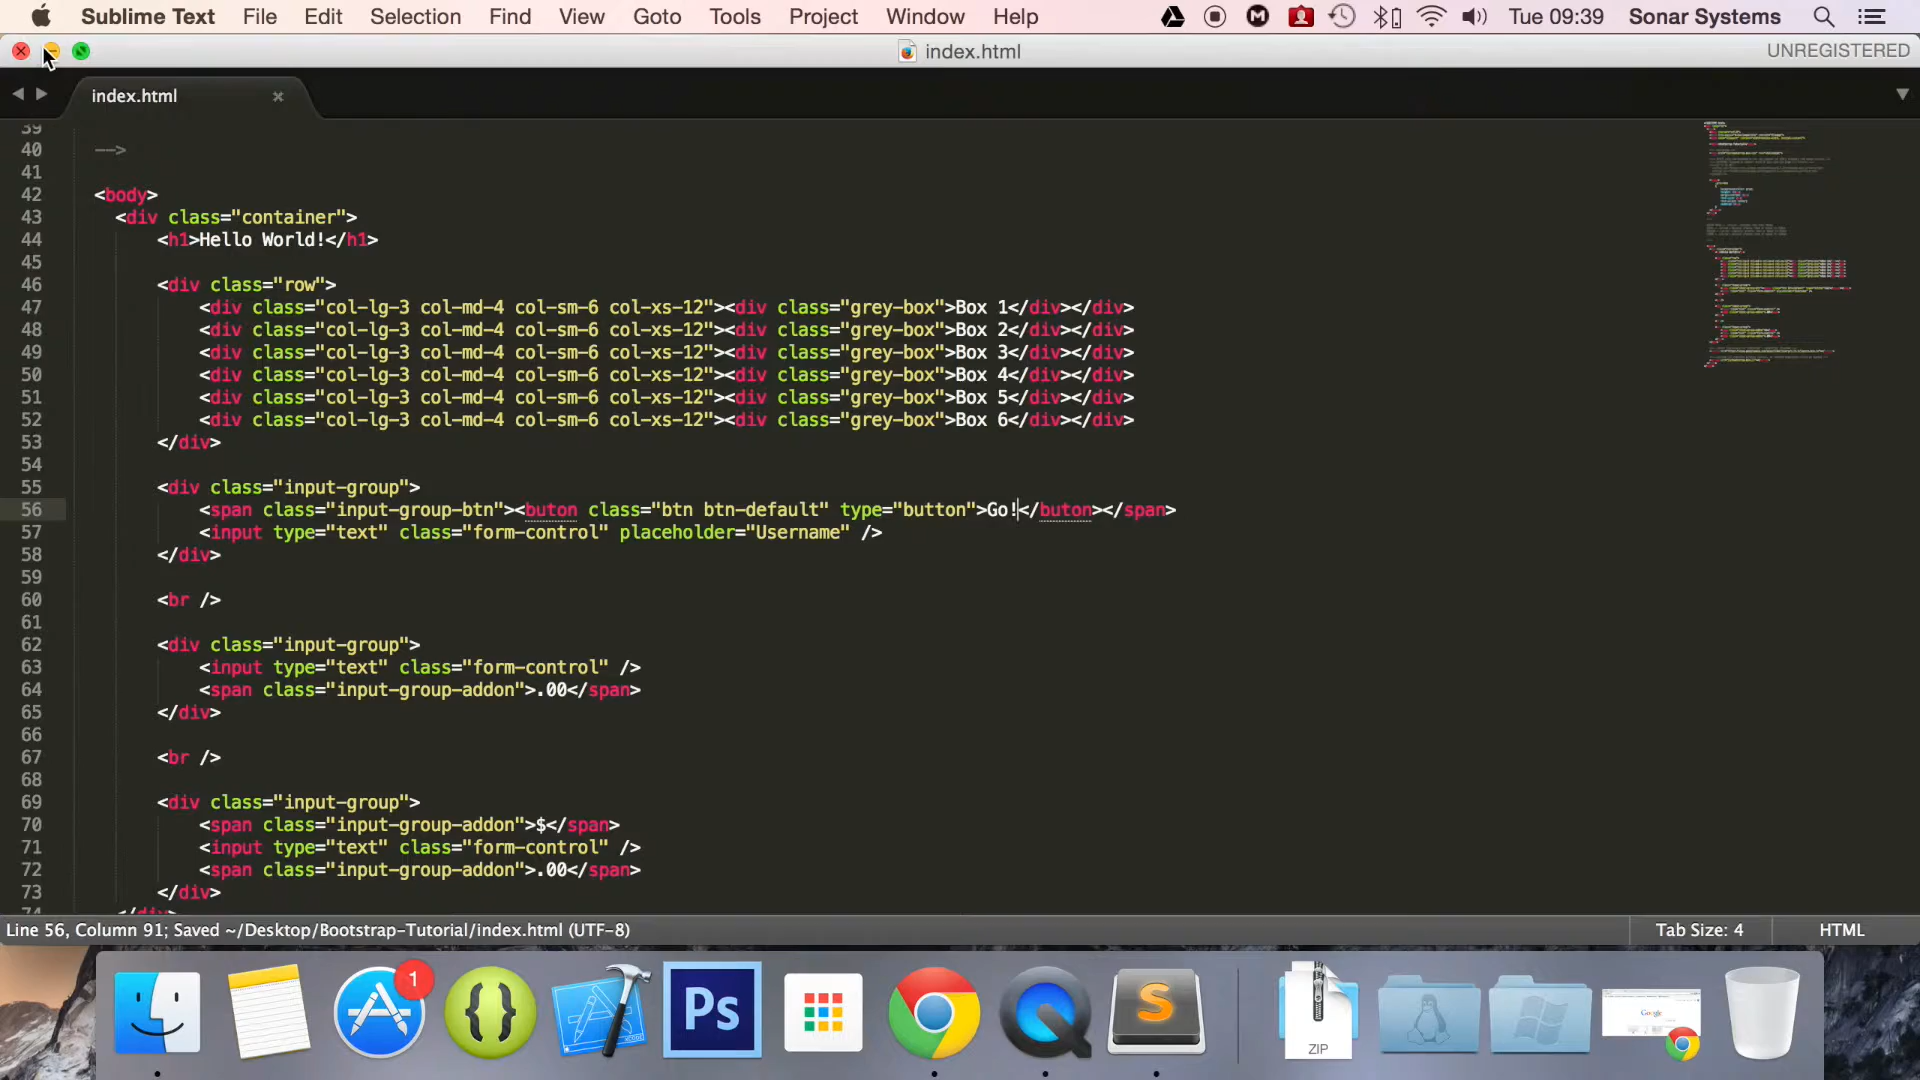 Sublime Text File Edit Selection Find View Goto Tools Project Window Help Tue 09:39 Sonar Systems
index.html UNREGISTERED
index.html ×
39
40 -->
41
42 <body>
43 <div class="container">
44 <h1>Hello World!</h1>
45
46 <div class="row">
47 <div class="col-lg-3 col-md-4 col-sm-6 col-xs-12"><div class="grey-box">Box 1</div></div>
48 <div class="col-lg-3 col-md-4 col-sm-6 col-xs-12"><div class="grey-box">Box 2</div></div>
49 <div class="col-lg-3 col-md-4 col-sm-6 col-xs-12"><div class="grey-box">Box 3</div></div>
50 <div class="col-lg-3 col-md-4 col-sm-6 col-xs-12"><div class="grey-box">Box 4</div></div>
51 <div class="col-lg-3 col-md-4 col-sm-6 col-xs-12"><div class="grey-box">Box 5</div></div>
52 <div class="col-lg-3 col-md-4 col-sm-6 col-xs-12"><div class="grey-box">Box 6</div></div>
53 </div>
54
55 <div class="input-group">
56 <span class="input-group-btn"><buton class="btn btn-default" type="button">Go!</buton></span>
57 <input type="text" class="form-control" placeholder="Username" />
58 </div>
59
60 <br />
61
62 <div class="input-group">
63 <input type="text" class="form-control" />
64 <span class="input-group-addon">.00</span>
65 </div>
66
67 <br />
68
69 <div class="input-group">
70 <span class="input-group-addon">$</span>
71 <input type="text" class="form-control" />
72 <span class="input-group-addon">.00</span>
73 </div>
74 </div>
Line 56, Column 91; Saved ~/Desktop/Bootstrap-Tutorial/index.html (UTF-8) Tab Size: 4 HTML
1
Ps
S
ZIP
Google